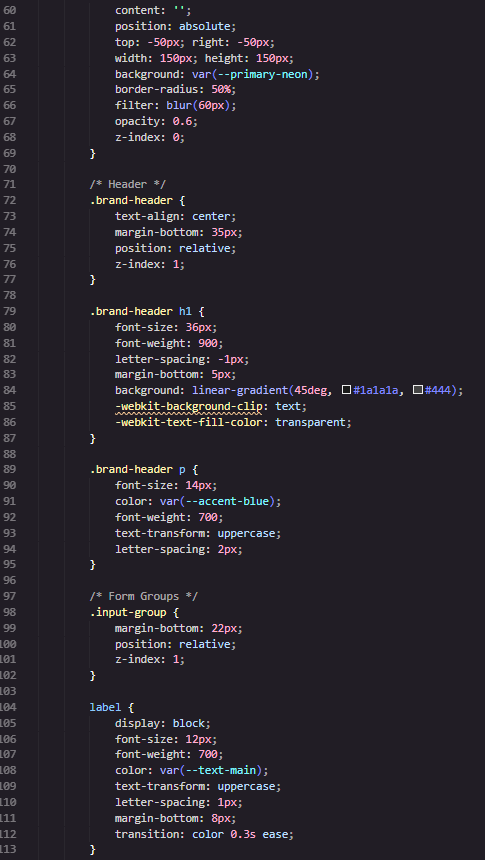 60 content: '';
61 position: absolute;
62 top: -50px; right: -50px;
63 width: 150px; height: 150px;
64 background: var(--primary-neon);
65 border-radius: 50%;
66 filter: blur(60px);
67 opacity: 0.6;
68 z-index: 0;
69 }
70
71 /* Header */
72 .brand-header {
73 text-align: center;
74 margin-bottom: 35px;
75 position: relative;
76 z-index: 1;
77 }
78
79 .brand-header h1 {
80 font-size: 36px;
81 font-weight: 900;
82 letter-spacing: -1px;
83 margin-bottom: 5px;
84 background: linear-gradient(45deg, #1a1a1a, #444);
85 -webkit-background-clip: text;
86 -webkit-text-fill-color: transparent;
87 }
88
89 .brand-header p {
90 font-size: 14px;
91 color: var(--accent-blue);
92 font-weight: 700;
93 text-transform: uppercase;
94 letter-spacing: 2px;
95 }
96
97 /* Form Groups */
98 .input-group {
99 margin-bottom: 22px;
100 position: relative;
101 z-index: 1;
102 }
103
104 label {
105 display: block;
106 font-size: 12px;
107 font-weight: 700;
108 color: var(--text-main);
109 text-transform: uppercase;
110 letter-spacing: 1px;
111 margin-bottom: 8px;
112 transition: color 0.3s ease;
113 }